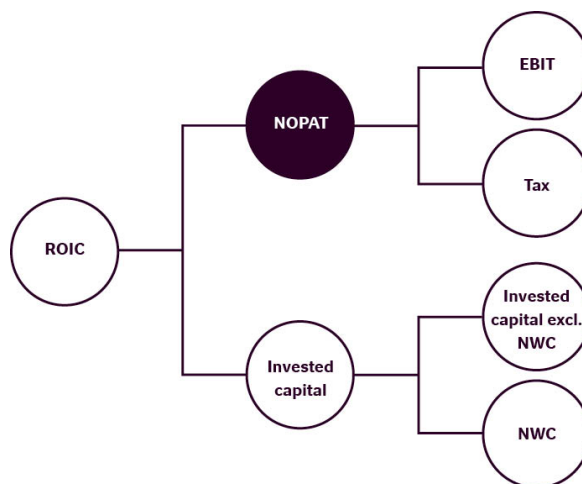 EBIT
NOPAT
Tax
ROIC
Invested
capital excl.
NWC
Invested
capital
NWC